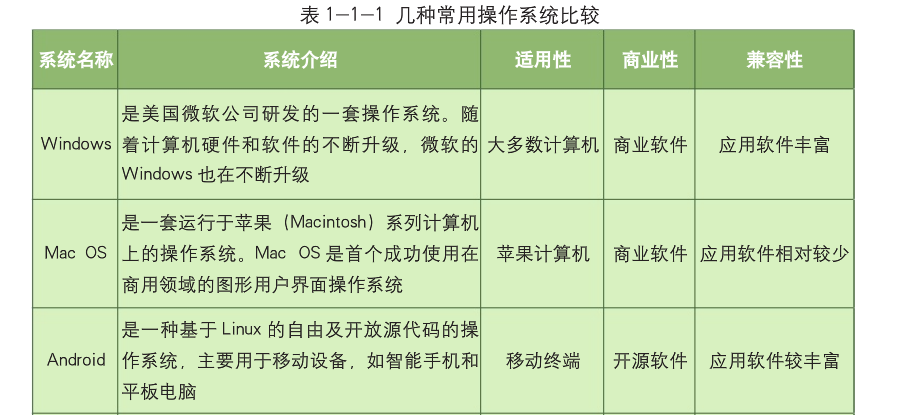 表 1-1-1 几种常用操作系统比较
系统名称 系统介绍 适用性 商业性 兼容性
是美国微软公司研发的一套操作系统。随
Windows 着计算机硬件和软件的不断升级，微软的 大多数计算机 商业软件 应用软件丰富
Windows 也在不断升级
是一套运行于苹果（Macintosh）系列计算机
Mac OS 上的操作系统。Mac OS 是首个成功使用在 苹果计算机 商业软件 应用软件相对较少
商用领域的图形用户界面操作系统
是一种基于 Linux 的自由及开放源代码的操
Android 作系统，主要用于移动设备，如智能手机和 移动终端 开源软件 应用软件较丰富
平板电脑